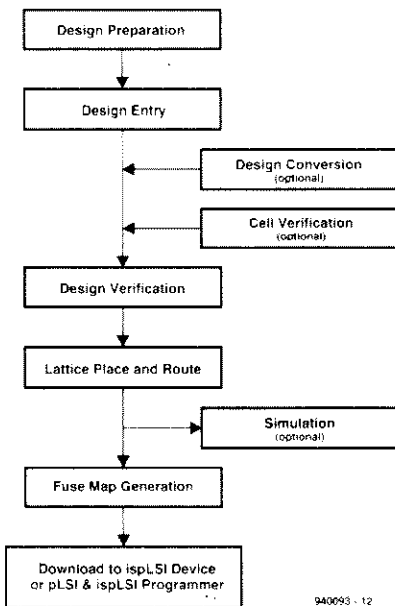 Design Preparation
Design Entry
Design Conversion
(optional)
Cell Verification
(optional)
Design Verification
Lattice Place and Route
Simulation
(optional)
Fuse Map Generation
Download to ispLSI Device
or pLSI & ispLSI Programmer
940093 - 12